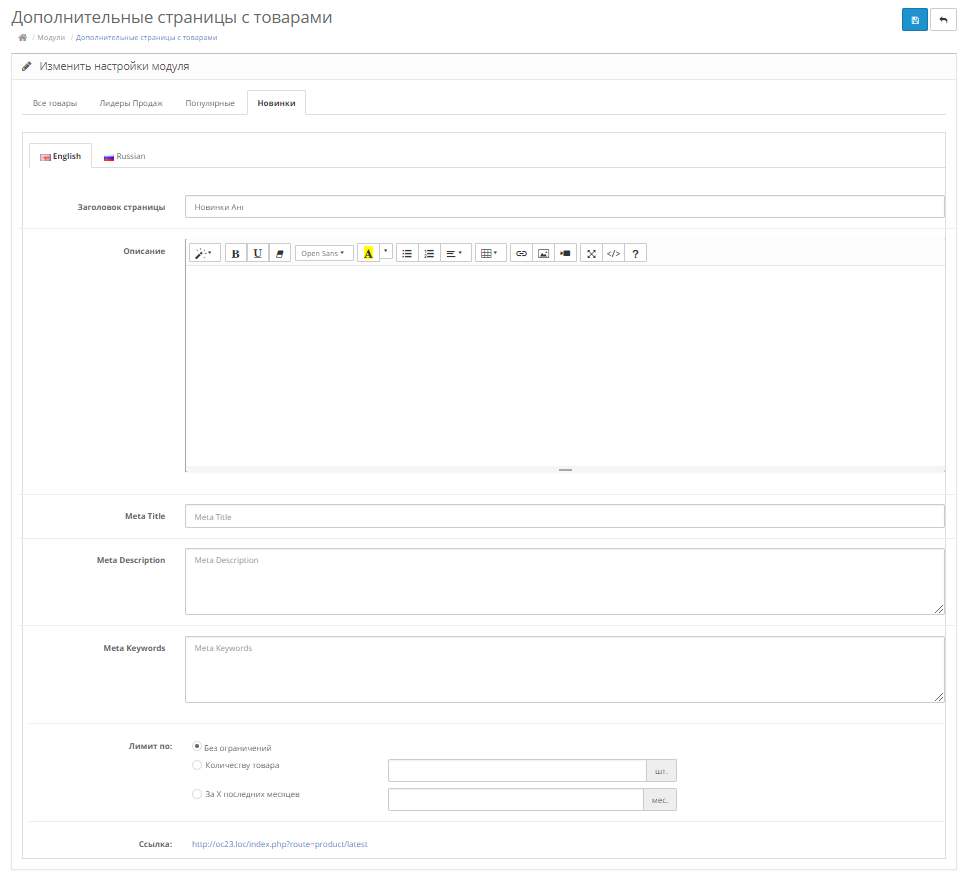 Дополнительные страницы с товарами
/ Модули / Дополнительные страницы с товарами
Изменить настройки модуля
Все товары Лидеры Продаж Популярные Новинки
English Russian
Заголовок страницы Новинки Анг
Описание B U Open Sans A </> ?
Meta Title Meta Title
Meta Description Meta Description
Meta Keywords Meta Keywords
Лимит по: Без ограничений
Количеству товара шт.
За X последних месяцев мес.
Ссылка: http://oc23.loc/index.php?route=product/latest